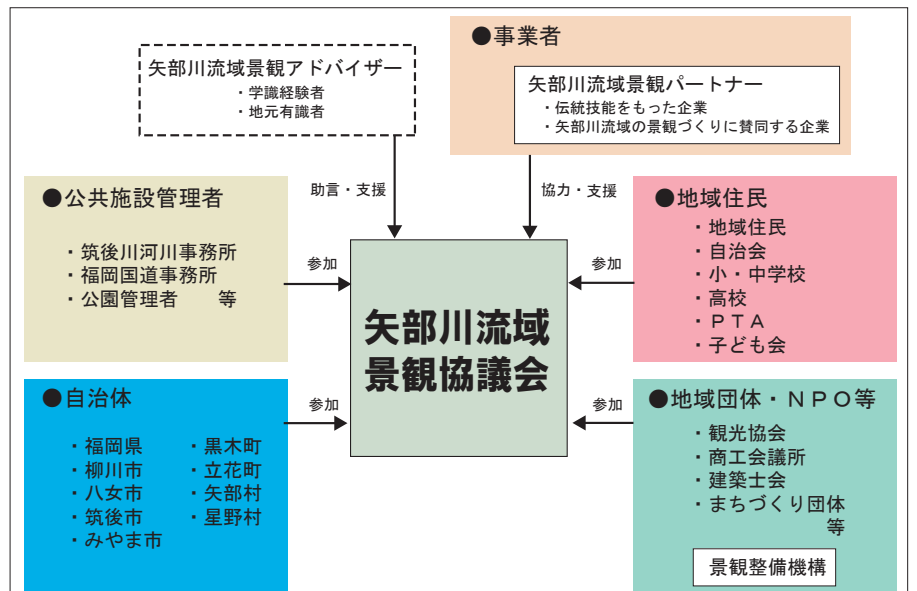 矢部川流域景観アドバイザー
・学識経験者
・地元有識者
●事業者
矢部川流域景観パートナー
・伝統技能をもった企業
・矢部川流域の景観づくりに賛同する企業
助言・支援
協力・支援
●公共施設管理者
・筑後川河川事務所
・福岡国道事務所
・公園管理者　等
参加
矢部川流域
景観協議会
参加
●地域住民
・地域住民
・自治会
・小・中学校
・高校
・ＰＴＡ
・子ども会
●自治体
・福岡県　・黒木町
・柳川市　・立花町
・八女市　・矢部村
・筑後市　・星野村
・みやま市
参加
参加
●地域団体・ＮＰＯ等
・観光協会
・商工会議所
・建築士会
・まちづくり団体
等
景観整備機構